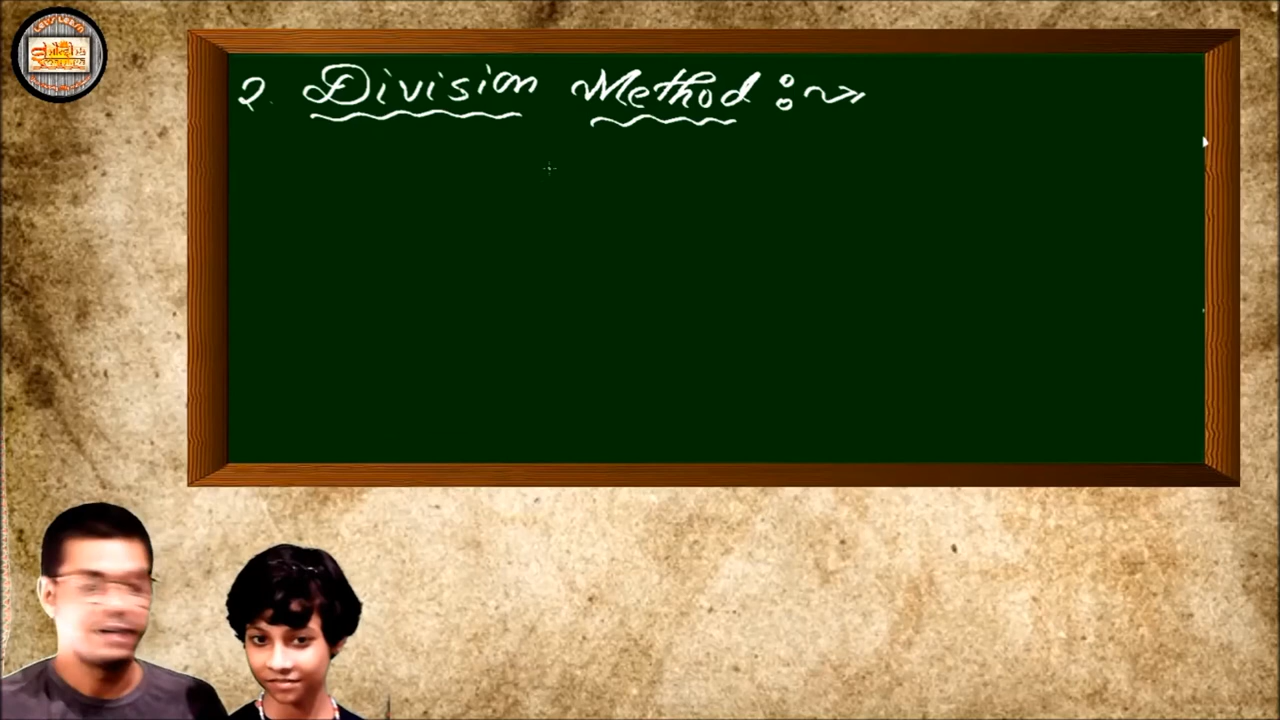 2. Division Method :⤳